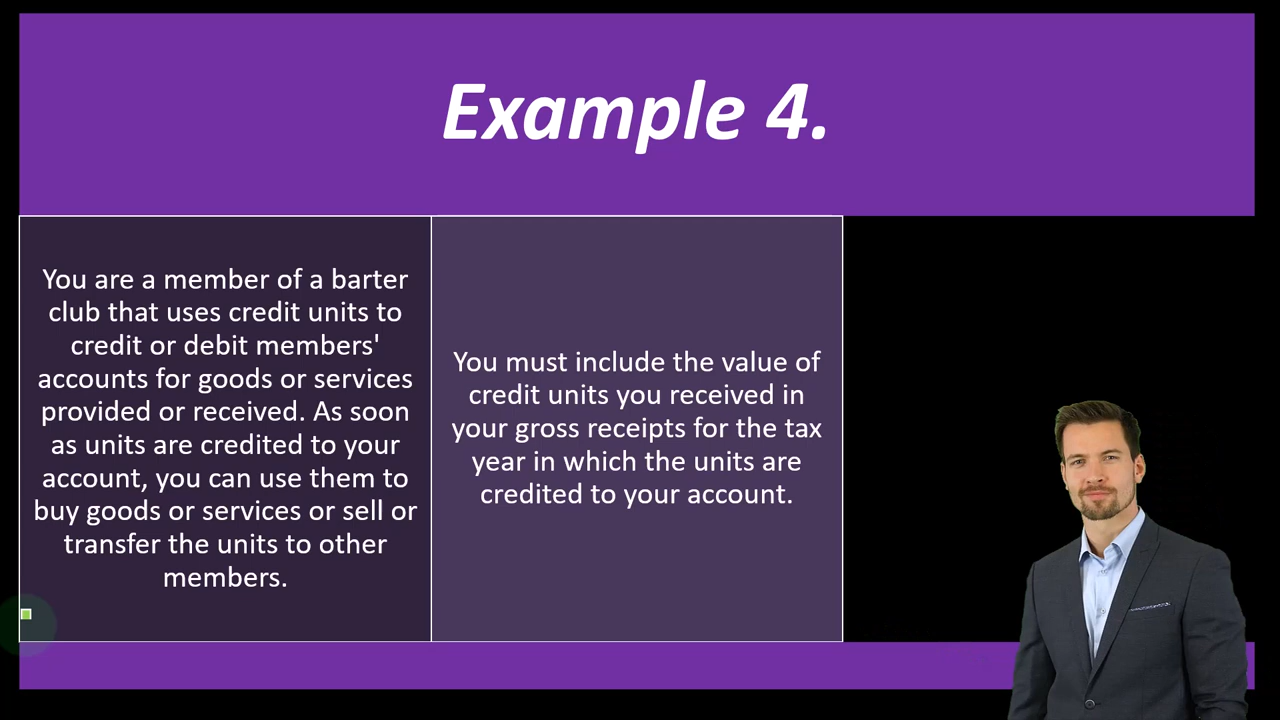 Example 4.
You are a member of a barter
club that uses credit units to
credit or debit members'
accounts for goods or services
provided or received. As soon
as units are credited to your
account, you can use them to
buy goods or services or sell or
transfer the units to other
members.
You must include the value of
credit units you received in
your gross receipts for the tax
year in which the units are
credited to your account.